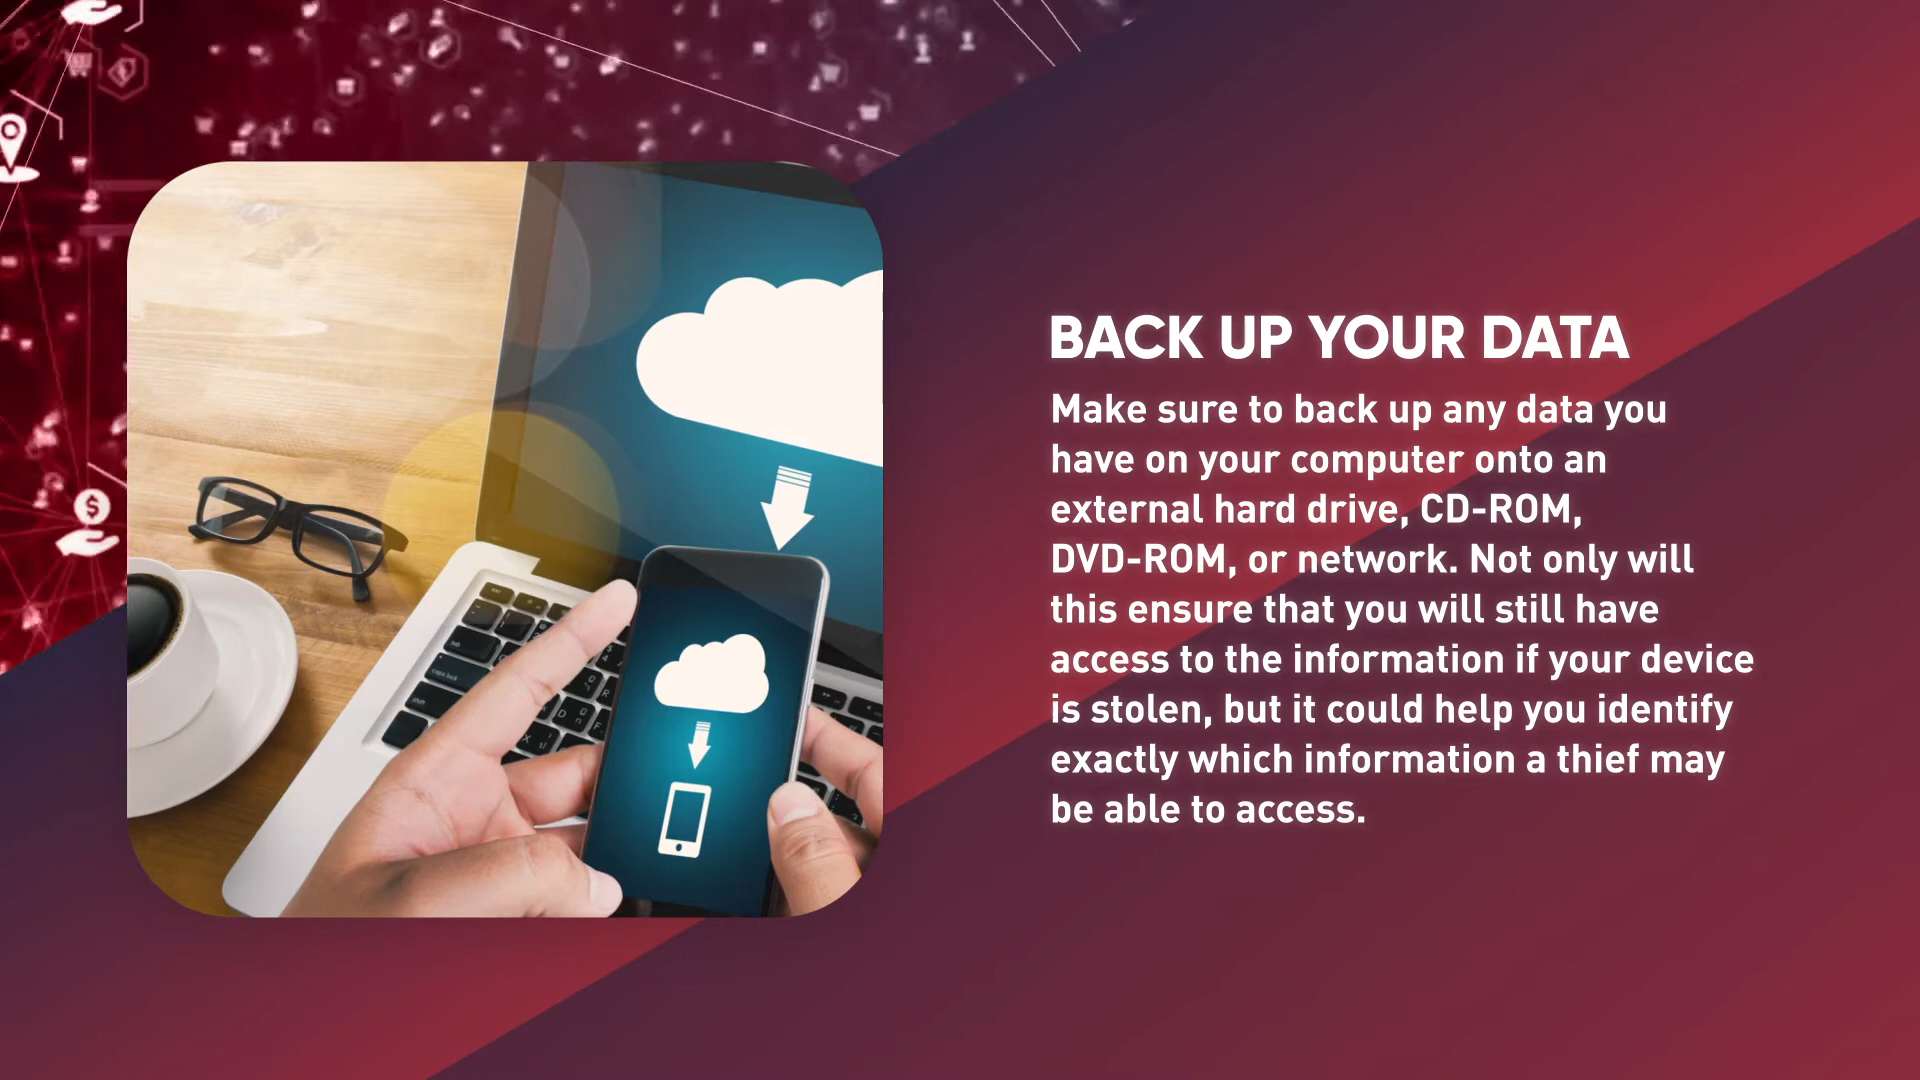 BACK UP YOUR DATA
Make sure to back up any data you
have on your computer onto an
external hard drive, CD-ROM,
DVD-ROM, or network. Not only will
this ensure that you will still have
access to the information if your device
is stolen, but it could help you identify
exactly which information a thief may
be able to access.